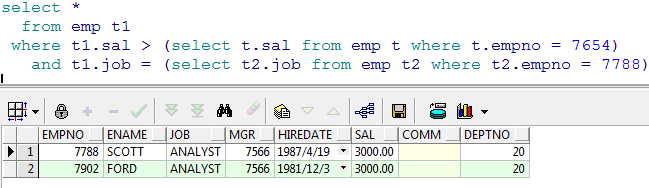 select *
from emp t1
where t1.sal > (select t.sal from emp t where t.empno = 7654)
and t1.job = (select t2.job from emp t2 where t2.empno = 7788)
EMPNO ENAME JOB MGR HIREDATE SAL COMM DEPTNO
1 7788 SCOTT ANALYST 7566 1987/4/19 3000.00 20
2 7902 FORD ANALYST 7566 1981/12/3 3000.00 20